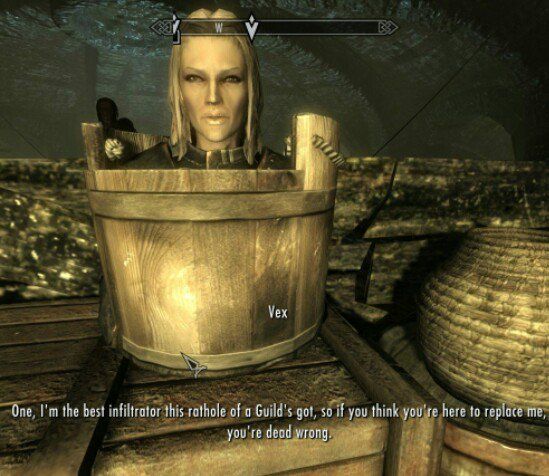 W
Vex
One, I'm the best infiltrator this rathole of a Guild's got, so if you think you're here to replace me,
you're dead wrong.